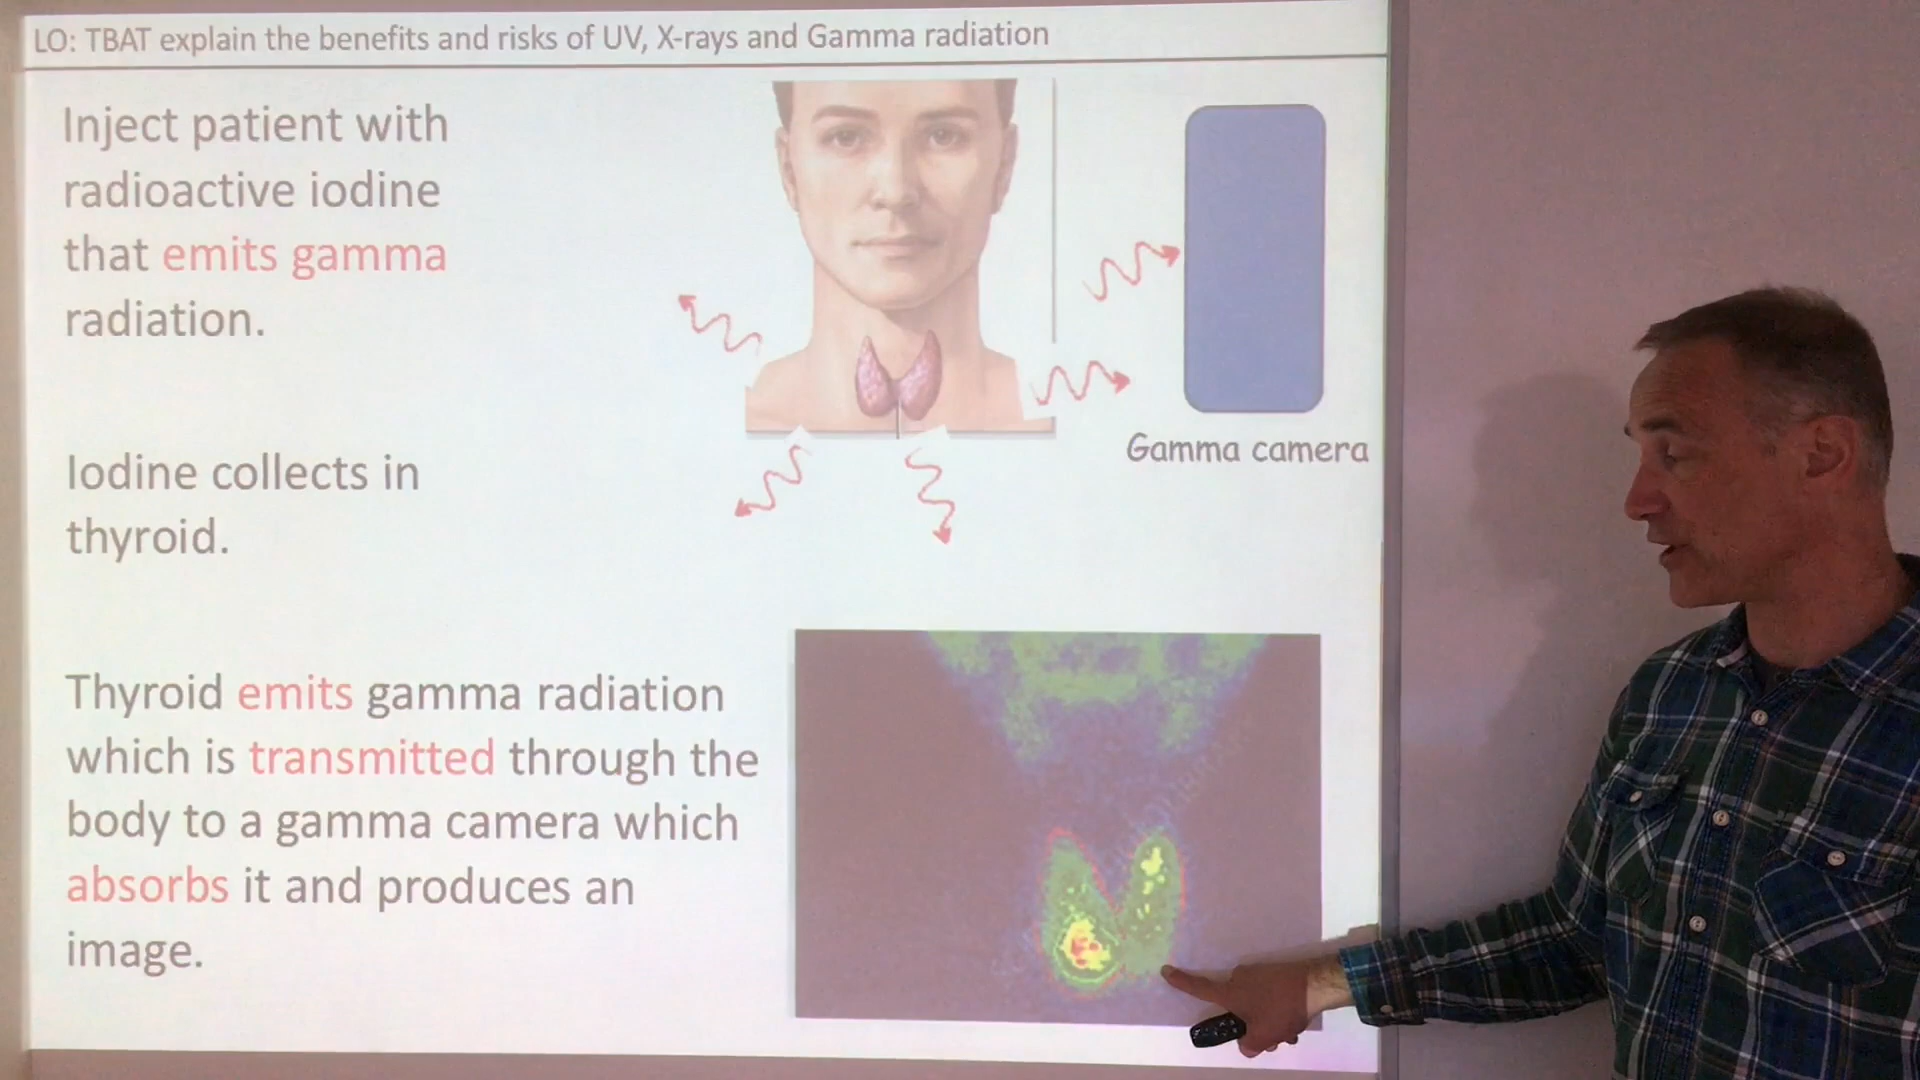 LO: TBAT explain the benefits and risks of UV, X-rays and Gamma radiation
Inject patient with
radioactive iodine
that emits gamma
radiation.
Gamma camera
Iodine collects in
thyroid.
Thyroid emits gamma radiation
which is transmitted through the
body to a gamma camera which
absorbs it and produces an
image.